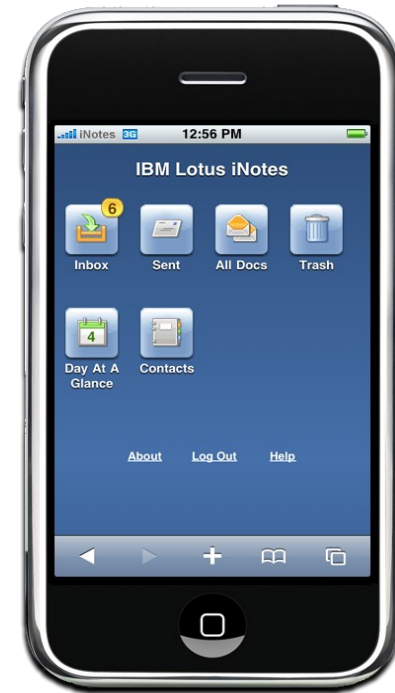 iNotes 3G 12:56 PM
IBM Lotus iNotes
6
Inbox Sent All Docs Trash
4
Day At A Glance Contacts
About Log Out Help